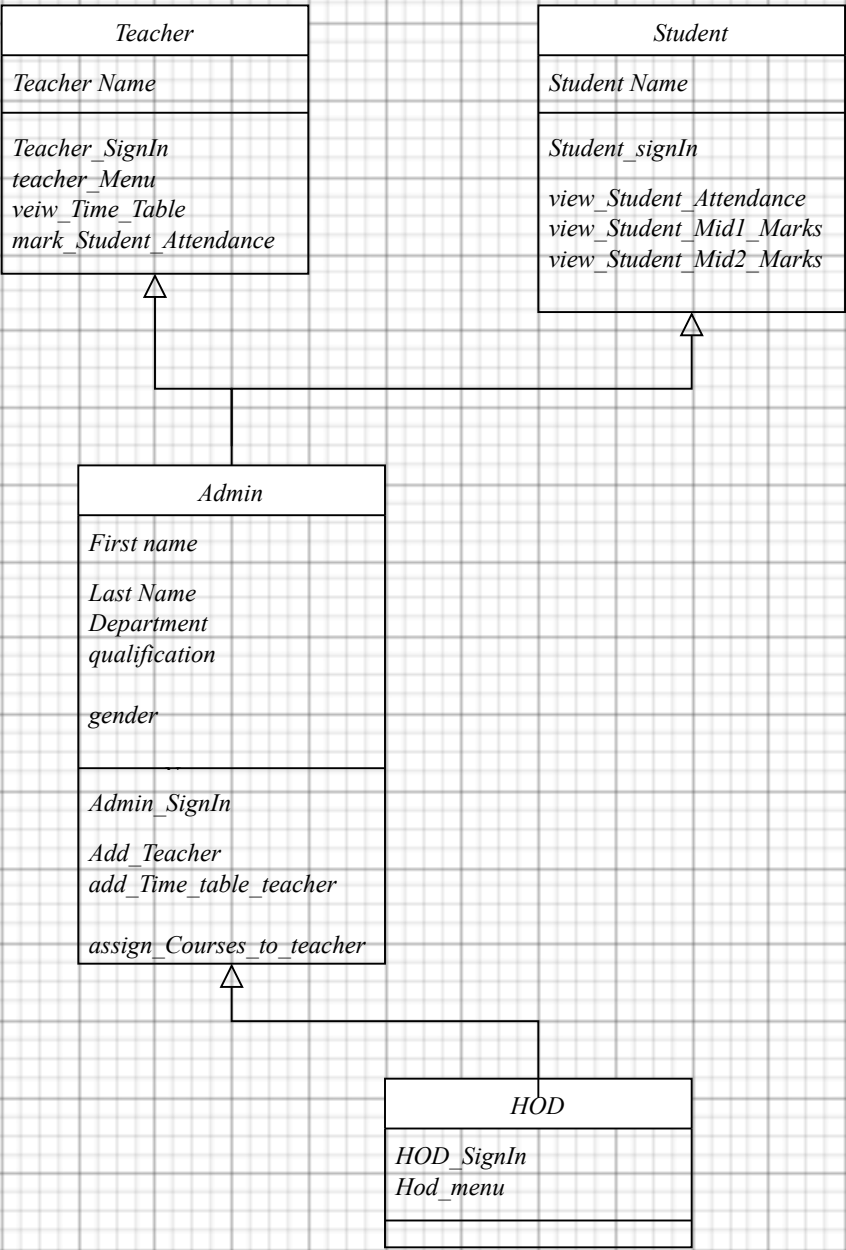 Teacher
Teacher Name
Teacher_SignIn
teacher_Menu
veiw_Time_Table
mark_Student_Attendance
Student
Student Name
Student_signIn
view_Student_Attendance
view_Student_Mid1_Marks
view_Student_Mid2_Marks
Admin
First name
Last Name
Department
qualification
gender
Admin_SignIn
Add_Teacher
add_Time_table_teacher
assign_Courses_to_teacher
HOD
HOD_SignIn
Hod_menu